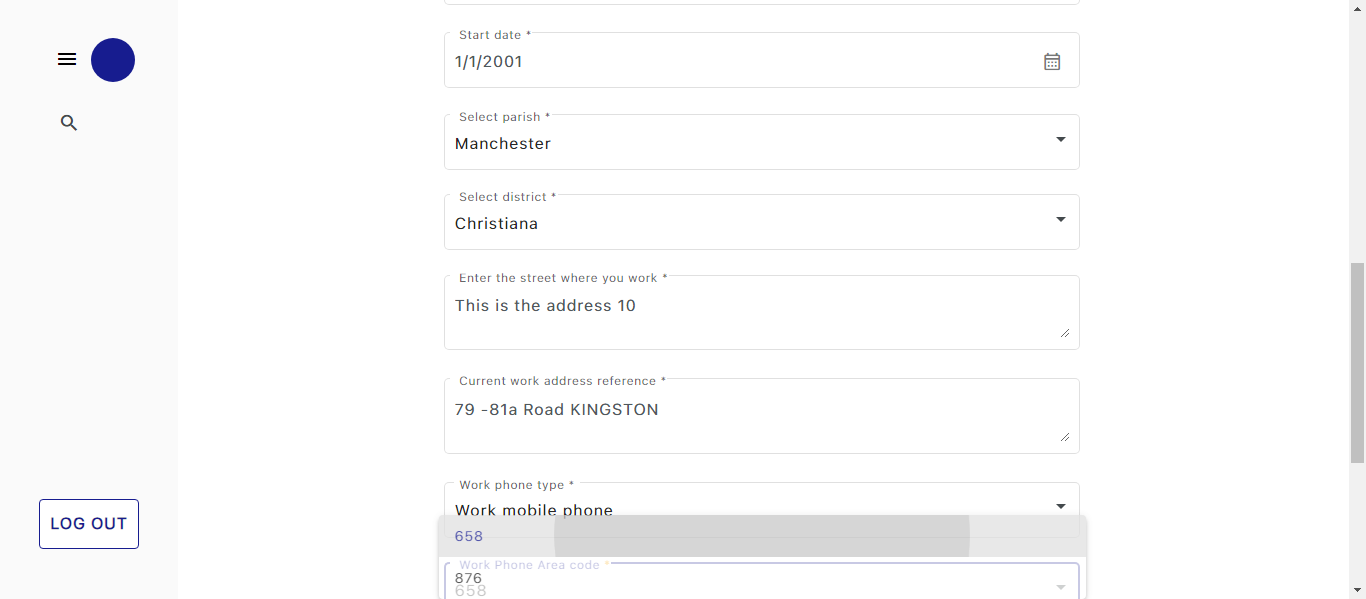 Start date *
1/1/2001
Select parish *
Manchester
Select district *
Christiana
Enter the street where you work *
This is the address 10
Current work address reference *
79 -81a Road KINGSTON
Work phone type *
Work mobile phone
658
Work Phone Area code *
876
658
LOG OUT